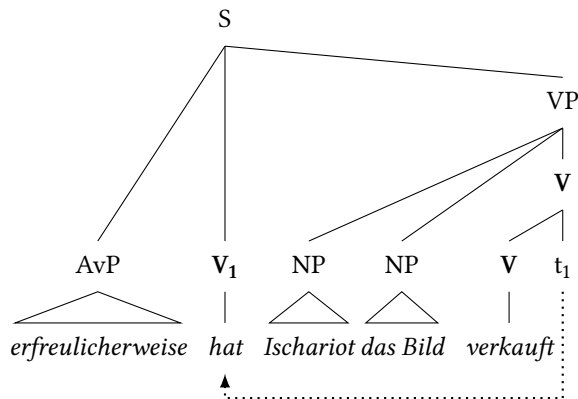 S
VP
V
AvP V₁ NP NP V t₁
erfreulicherweise hat Ischariot das Bild verkauft